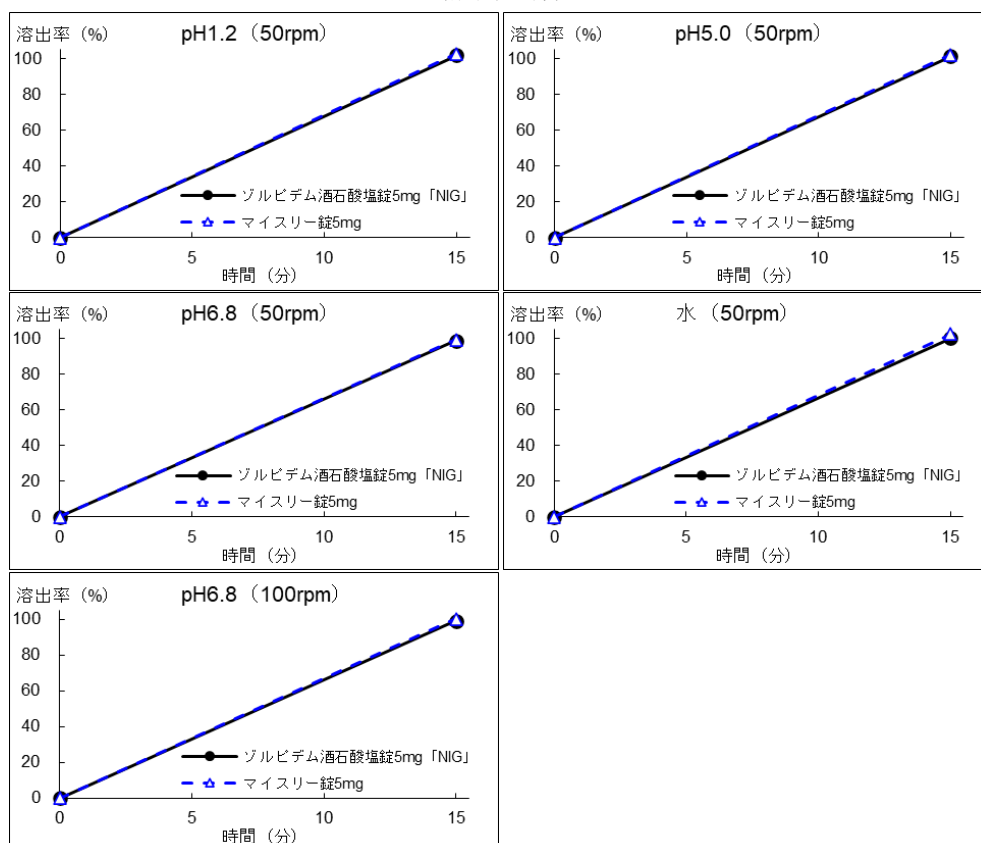 溶出率 (%) pH1.2（50rpm）
100
80
60
40
20
0
ゾルピデム酒石酸塩錠5mg「NIG」
マイスリー錠5mg
0 5 10 15
時間（分）
溶出率 (%) pH5.0（50rpm）
100
80
60
40
20
0
ゾルピデム酒石酸塩錠5mg「NIG」
マイスリー錠5mg
0 5 10 15
時間（分）
溶出率 (%) pH6.8（50rpm）
100
80
60
40
20
0
ゾルピデム酒石酸塩錠5mg「NIG」
マイスリー錠5mg
0 5 10 15
時間（分）
溶出率 (%) 水（50rpm）
100
80
60
40
20
0
ゾルピデム酒石酸塩錠5mg「NIG」
マイスリー錠5mg
0 5 10 15
時間（分）
溶出率 (%) pH6.8（100rpm）
100
80
60
40
20
0
ゾルピデム酒石酸塩錠5mg「NIG」
マイスリー錠5mg
0 5 10 15
時間（分）